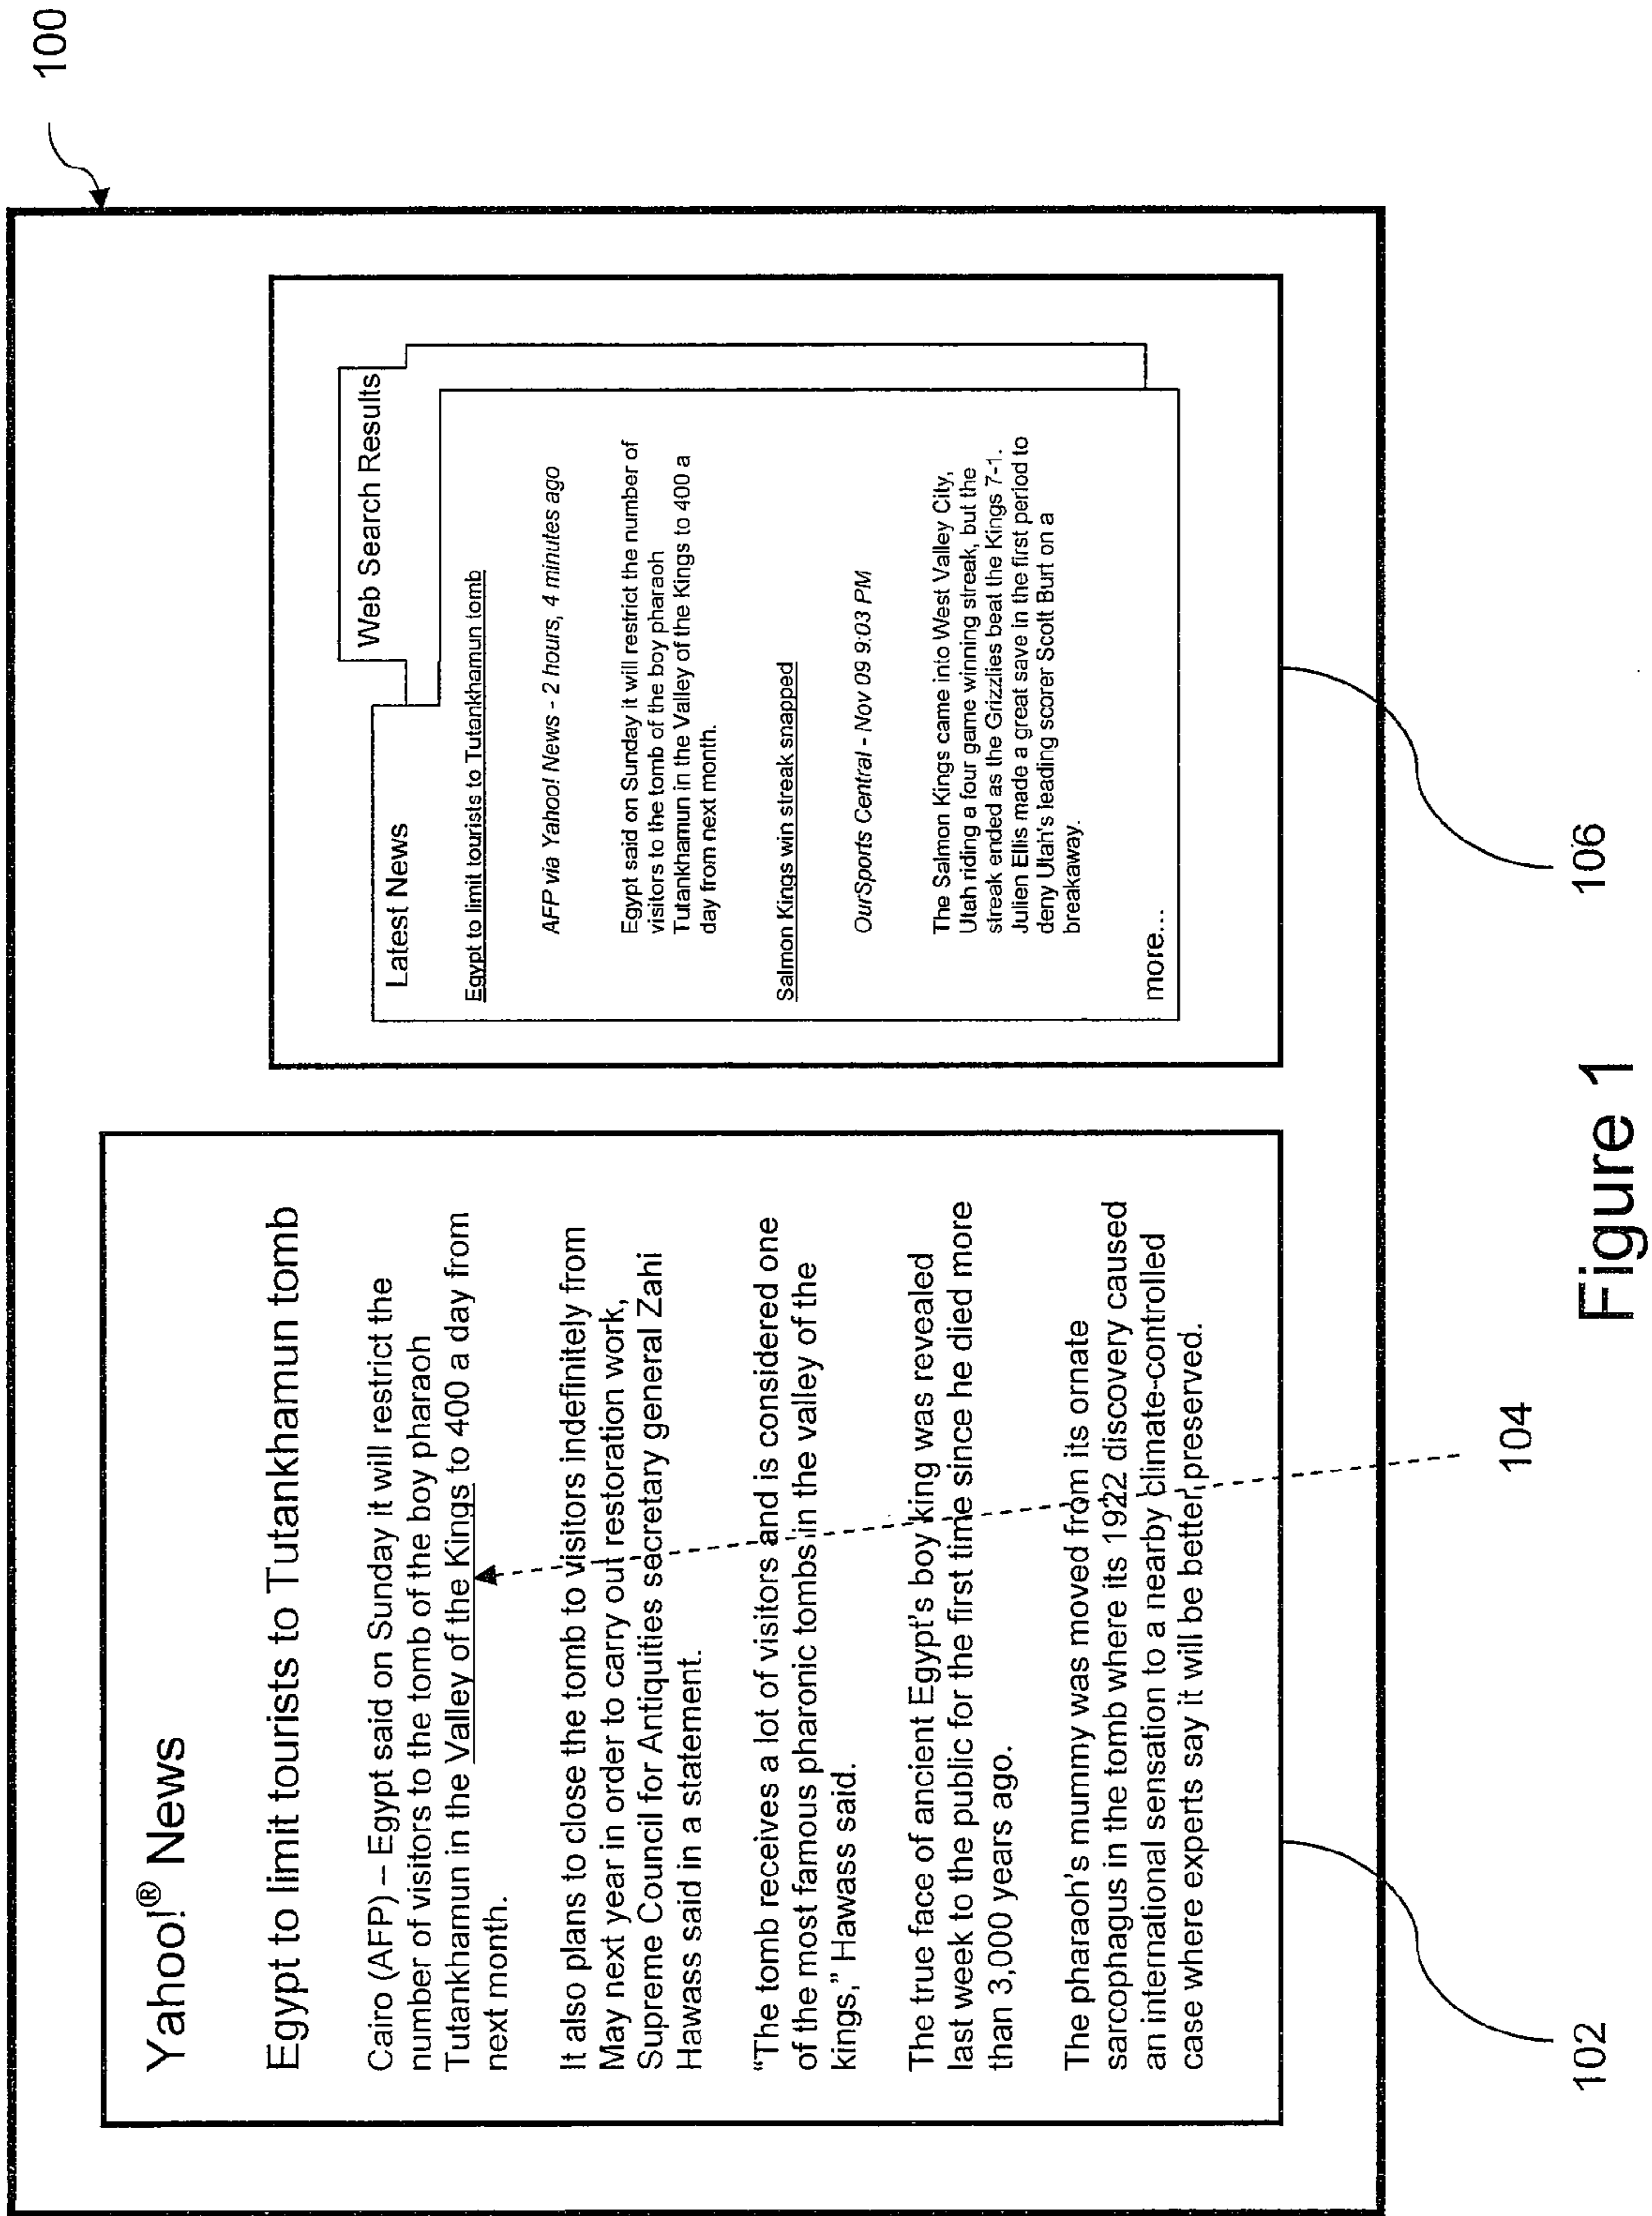 100
Yahoo!® News
Egypt to limit tourists to Tutankhamun tomb
Cairo (AFP) – Egypt said on Sunday it will restrict the
number of visitors to the tomb of the boy pharaoh
Tutankhamun in the Valley of the Kings to 400 a day from
next month.
It also plans to close the tomb to visitors indefinitely from
May next year in order to carry out restoration work,
Supreme Council for Antiquities secretary general Zahi
Hawass said in a statement.
“The tomb receives a lot of visitors and is considered one
of the most famous pharonic tombs in the valley of the
kings,” Hawass said.
The true face of ancient Egypt's boy king was revealed
last week to the public for the first time since he died more
than 3,000 years ago.
The pharaoh's mummy was moved from its ornate
sarcophagus in the tomb where its 1922 discovery caused
an international sensation to a nearby climate-controlled
case where experts say it will be better preserved.
Web Search Results
Latest News
Egypt to limit tourists to Tutankhamun tomb
AFP via Yahoo! News - 2 hours, 4 minutes ago
Egypt said on Sunday it will restrict the number of
visitors to the tomb of the boy pharaoh
Tutankhamun in the Valley of the Kings to 400 a
day from next month.
Salmon Kings win streak snapped
OurSports Central - Nov 09 9:03 PM
The Salmon Kings came into West Valley City,
Utah riding a four game winning streak, but the
streak ended as the Grizzlies beat the Kings 7-1.
Julien Ellis made a great save in the first period to
deny Utah's leading scorer Scott Burt on a
breakaway.
more...
102
104
106
Figure 1